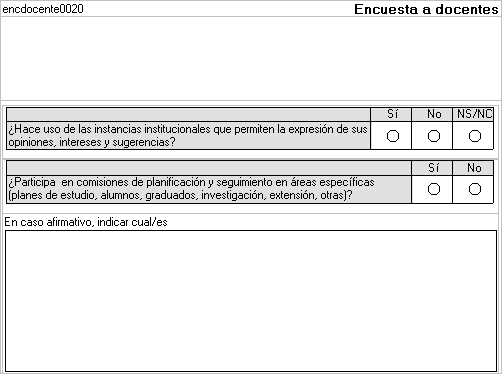 encdocente0020
Encuesta a docentes
Sí No NS/NC
¿Hace uso de las instancias institucionales que permiten la expresión de sus
opiniones, intereses y sugerencias?
Sí No
¿Participa en comisiones de planificación y seguimiento en áreas específicas
(planes de estudio, alumnos, graduados, investigación, extensión, otras)?
En caso afirmativo, indicar cual/es